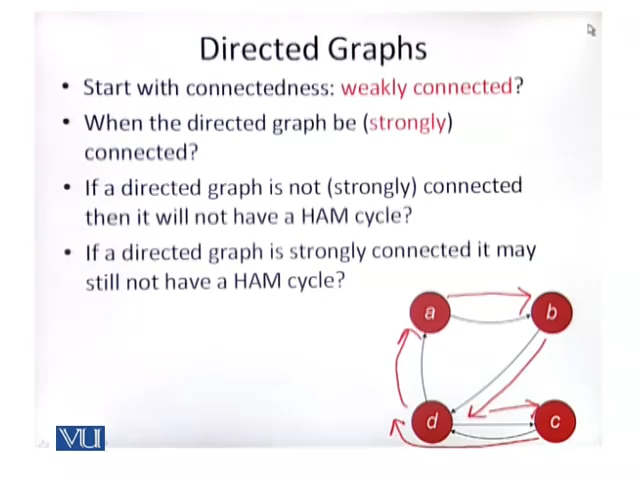 Directed Graphs
• Start with connectedness: weakly connected?
• When the directed graph be (strongly)
connected?
• If a directed graph is not (strongly) connected
then it will not have a HAM cycle?
• If a directed graph is strongly connected it may
still not have a HAM cycle?
a b
d c
VU